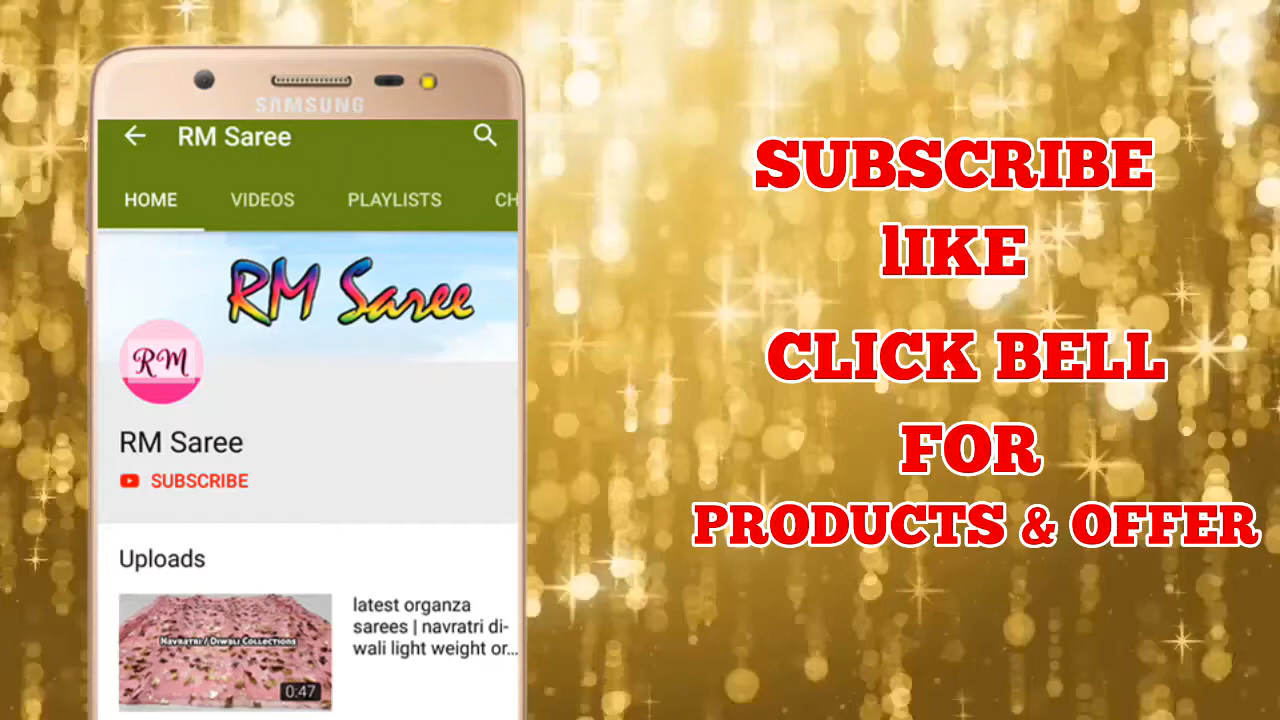 SAMSUNG
RM Saree
HOME VIDEOS PLAYLISTS CH
RM Saree
RM
RM Saree
SUBSCRIBE
Uploads
Navratri / Diwali Collections
0:47
latest organza
sarees | navratri di-
wali light weight or...
SUBSCRIBE
lIKE
CLICK BELL
FOR
PRODUCTS & OFFER